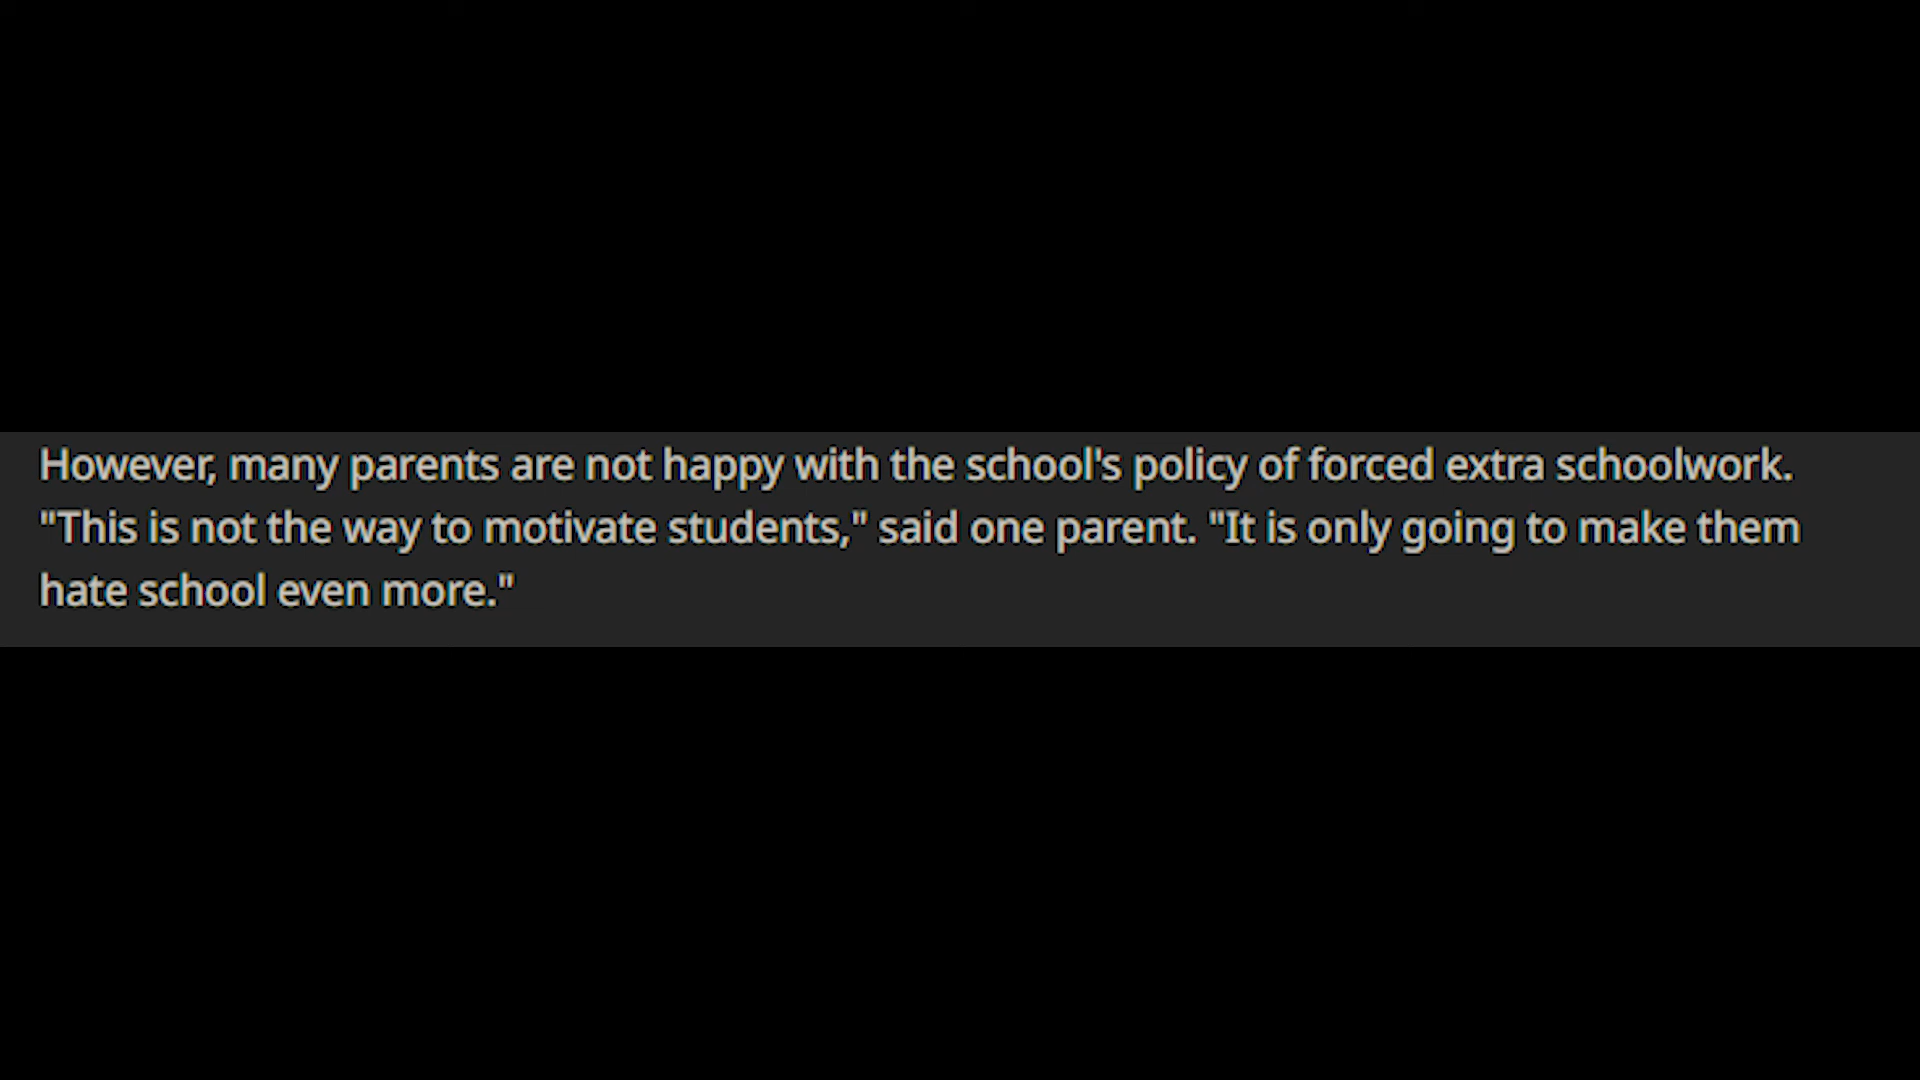 However, many parents are not happy with the school's policy of forced extra schoolwork.
"This is not the way to motivate students," said one parent. "It is only going to make them
hate school even more."